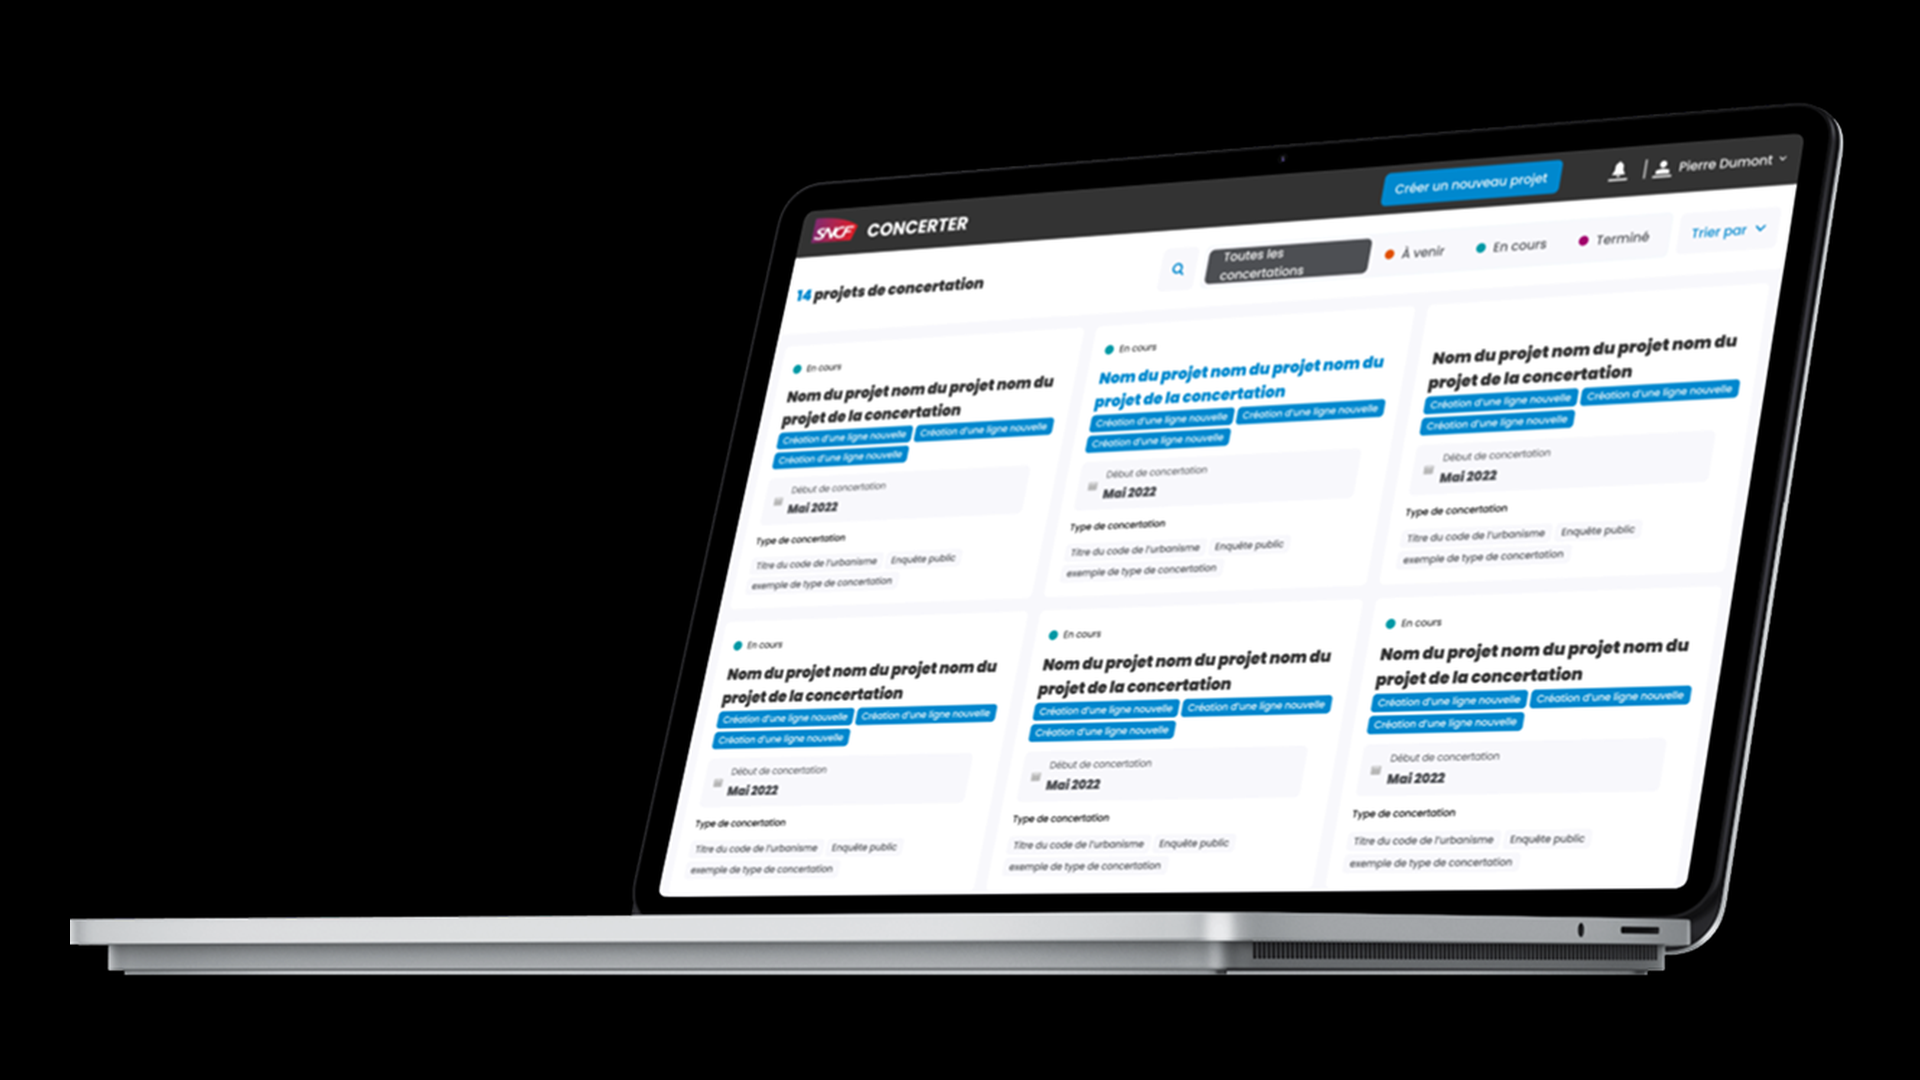 SNCF CONCERTER
Créer un nouveau projet
Pierre Dumont
14 projets de concertation
Toutes les
concertations
À venir
En cours
Terminé
Trier par
En cours
Nom du projet nom du projet nom du
projet de la concertation
Création d'une ligne nouvelle Création d'une ligne nouvelle
Création d'une ligne nouvelle
Début de concertation
Mai 2022
Type de concertation
Titre du code de l'urbanisme Enquête public
exemple de type de concertation
En cours
Nom du projet nom du projet nom du
projet de la concertation
Création d'une ligne nouvelle Création d'une ligne nouvelle
Création d'une ligne nouvelle
Début de concertation
Mai 2022
Type de concertation
Titre du code de l'urbanisme Enquête public
exemple de type de concertation
Nom du projet nom du projet nom du
projet de la concertation
Création d'une ligne nouvelle Création d'une ligne nouvelle
Création d'une ligne nouvelle
Début de concertation
Mai 2022
Type de concertation
Titre du code de l'urbanisme Enquête public
exemple de type de concertation
En cours
Nom du projet nom du projet nom du
projet de la concertation
Création d'une ligne nouvelle Création d'une ligne nouvelle
Création d'une ligne nouvelle
Début de concertation
Mai 2022
Type de concertation
Titre du code de l'urbanisme Enquête public
exemple de type de concertation
En cours
Nom du projet nom du projet nom du
projet de la concertation
Création d'une ligne nouvelle Création d'une ligne nouvelle
Création d'une ligne nouvelle
Début de concertation
Mai 2022
Type de concertation
Titre du code de l'urbanisme Enquête public
exemple de type de concertation
En cours
Nom du projet nom du projet nom du
projet de la concertation
Création d'une ligne nouvelle Création d'une ligne nouvelle
Création d'une ligne nouvelle
Début de concertation
Mai 2022
Type de concertation
Titre du code de l'urbanisme Enquête public
exemple de type de concertation